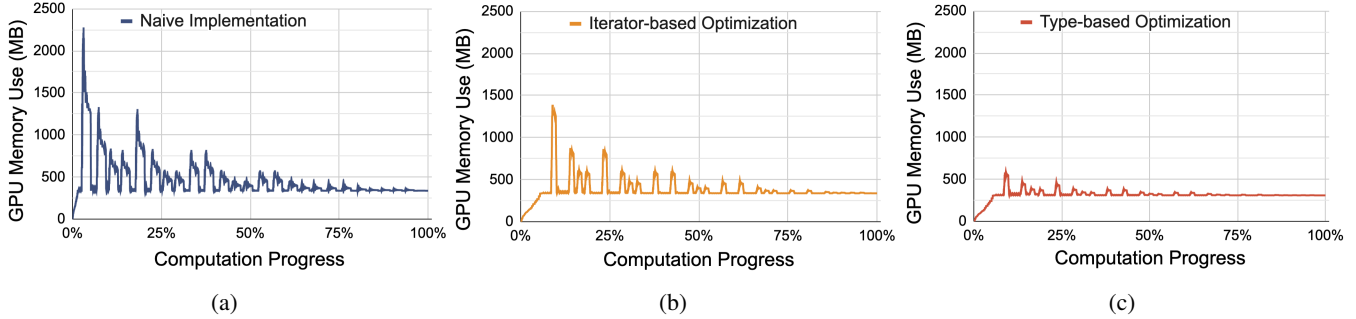 GPU Memory Use (MB)
2500
2000
1500
1000
500
0
Naive Implementation
0% 25% 50% 75% 100%
Computation Progress
(a)
GPU Memory Use (MB)
2500
2000
1500
1000
500
0
Iterator-based Optimization
0% 25% 50% 75% 100%
Computation Progress
(b)
GPU Memory Use (MB)
2500
2000
1500
1000
500
0
Type-based Optimization
0% 25% 50% 75% 100%
Computation Progress
(c)